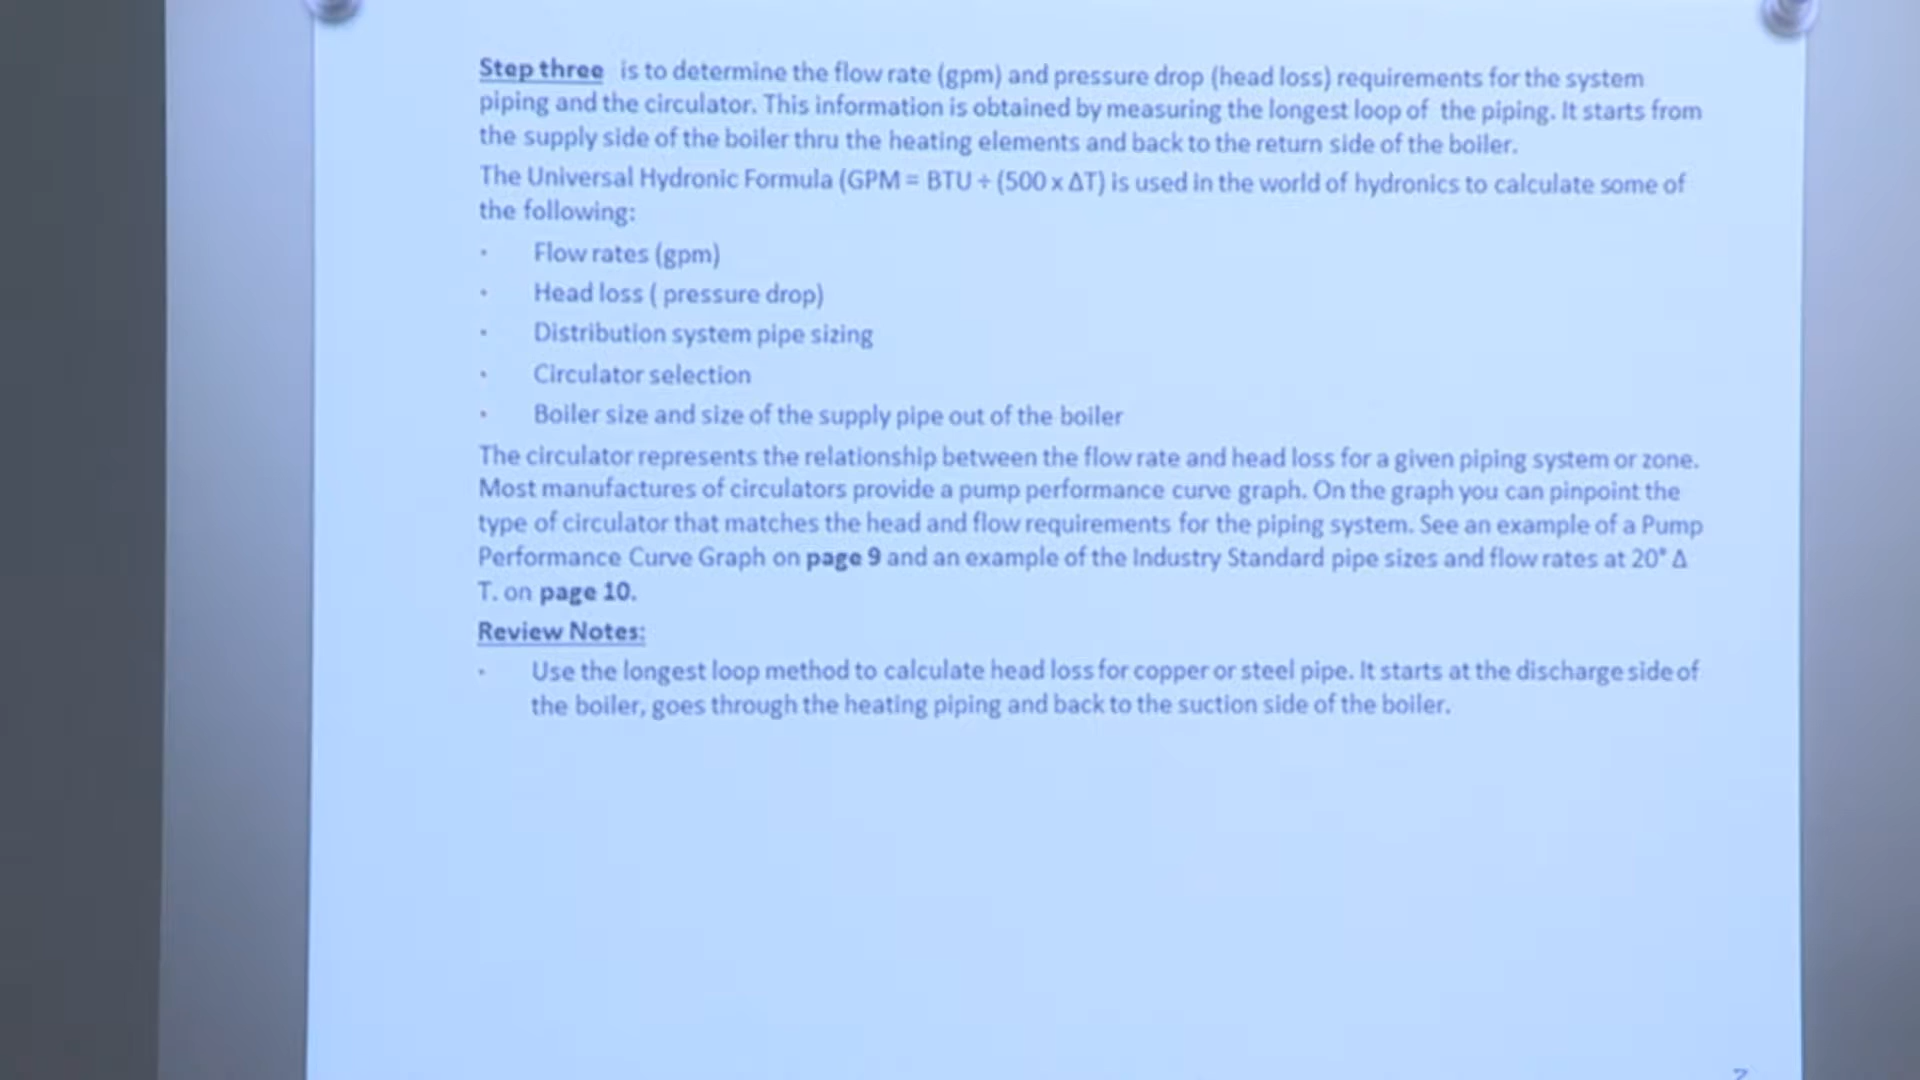 Step three is to determine the flow rate (gpm) and pressure drop (head loss) requirements for the system
piping and the circulator. This information is obtained by measuring the longest loop of the piping. It starts from
the supply side of the boiler thru the heating elements and back to the return side of the boiler.
The Universal Hydronic Formula (GPM = BTU ÷ (500 x ΔT) is used in the world of hydronics to calculate some of
the following:
· Flow rates (gpm)
· Head loss ( pressure drop)
· Distribution system pipe sizing
· Circulator selection
· Boiler size and size of the supply pipe out of the boiler
The circulator represents the relationship between the flow rate and head loss for a given piping system or zone.
Most manufactures of circulators provide a pump performance curve graph. On the graph you can pinpoint the
type of circulator that matches the head and flow requirements for the piping system. See an example of a Pump
Performance Curve Graph on page 9 and an example of the Industry Standard pipe sizes and flow rates at 20° Δ
T. on page 10.
Review Notes:
· Use the longest loop method to calculate head loss for copper or steel pipe. It starts at the discharge side of
the boiler, goes through the heating piping and back to the suction side of the boiler.